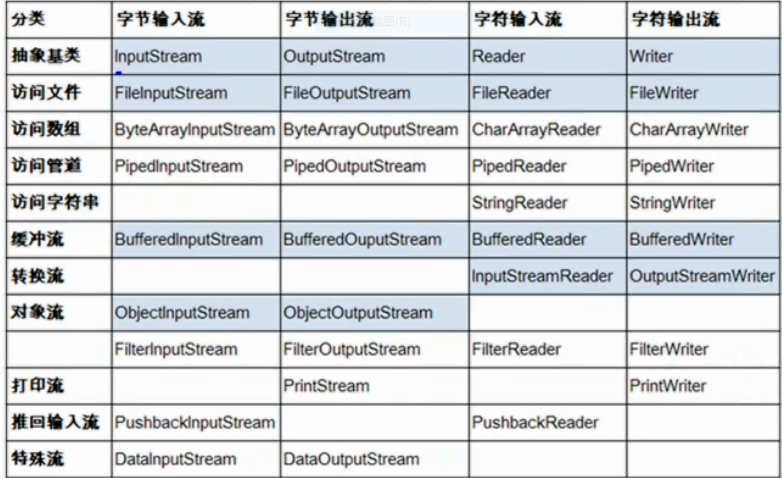 分类 字节输入流 字节输出流 字符输入流 字符输出流
抽象基类 InputStream OutputStream Reader Writer
访问文件 FileInputStream FileOutputStream FileReader FileWriter
访问数组 ByteArrayInputStream ByteArrayOutputStream CharArrayReader CharArrayWriter
访问管道 PipedInputStream PipedOutputStream PipedReader PipedWriter
访问字符串 StringReader StringWriter
缓冲流 BufferedInputStream BufferedOuputStream BufferedReader BufferedWriter
转换流 InputStreamReader OutputStreamWriter
对象流 ObjectInputStream ObjectOutputStream
FilterInputStream FilterOutputStream FilterReader FilterWriter
打印流 PrintStream PrintWriter
推回输入流 PushbackInputStream PushbackReader
特殊流 DataInputStream DataOutputStream